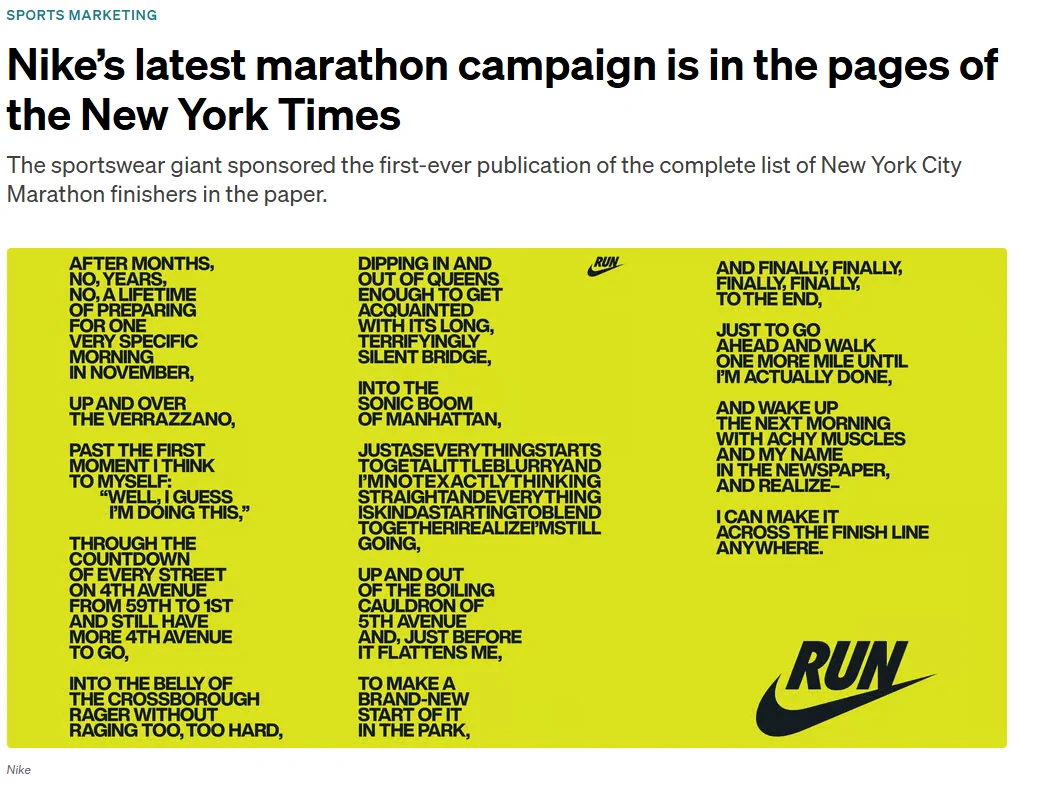 SPORTS MARKETING
Nike’s latest marathon campaign is in the pages of
the New York Times
The sportswear giant sponsored the first-ever publication of the complete list of New York City
Marathon finishers in the paper.
AFTER MONTHS,
NO, YEARS,
NO, A LIFETIME
OF PREPARING
FOR ONE
VERY SPECIFIC
MORNING
IN NOVEMBER,
UP AND OVER
THE VERRAZZANO,
PAST THE FIRST
MOMENT I THINK
TO MYSELF:
“WELL, I GUESS
I’M DOING THIS,”
THROUGH THE
COUNTDOWN
OF EVERY STREET
ON 4TH AVENUE
FROM 59TH TO 1ST
AND STILL HAVE
MORE 4TH AVENUE
TO GO,
INTO THE BELLY OF
THE CROSSBOROUGH
RAGER WITHOUT
RAGING TOO, TOO HARD,
DIPPING IN AND
OUT OF QUEENS
ENOUGH TO GET
ACQUAINTED
WITH ITS LONG,
TERRIFYINGLY
SILENT BRIDGE,
INTO THE
SONIC BOOM
OF MANHATTAN,
JUSTASEVERYTHINGSTARTS
TOGETALITTLEBLURRYAND
I’MNOTEXACTLYTHINKING
STRAIGHTANDEVERYTHING
ISKINDASTARTINGTOBLEND
TOGETHERIREALIZEI’MSTILL
GOING,
UP AND OUT
OF THE BOILING
CAULDRON OF
5TH AVENUE
AND, JUST BEFORE
IT FLATTENS ME,
TO MAKE A
BRAND-NEW
START OF IT
IN THE PARK,
RUN
AND FINALLY, FINALLY,
FINALLY, FINALLY,
TO THE END,
JUST TO GO
AHEAD AND WALK
ONE MORE MILE UNTIL
I’M ACTUALLY DONE,
AND WAKE UP
THE NEXT MORNING
WITH ACHY MUSCLES
AND MY NAME
IN THE NEWSPAPER,
AND REALIZE–
I CAN MAKE IT
ACROSS THE FINISH LINE
ANYWHERE.
RUN
Nike